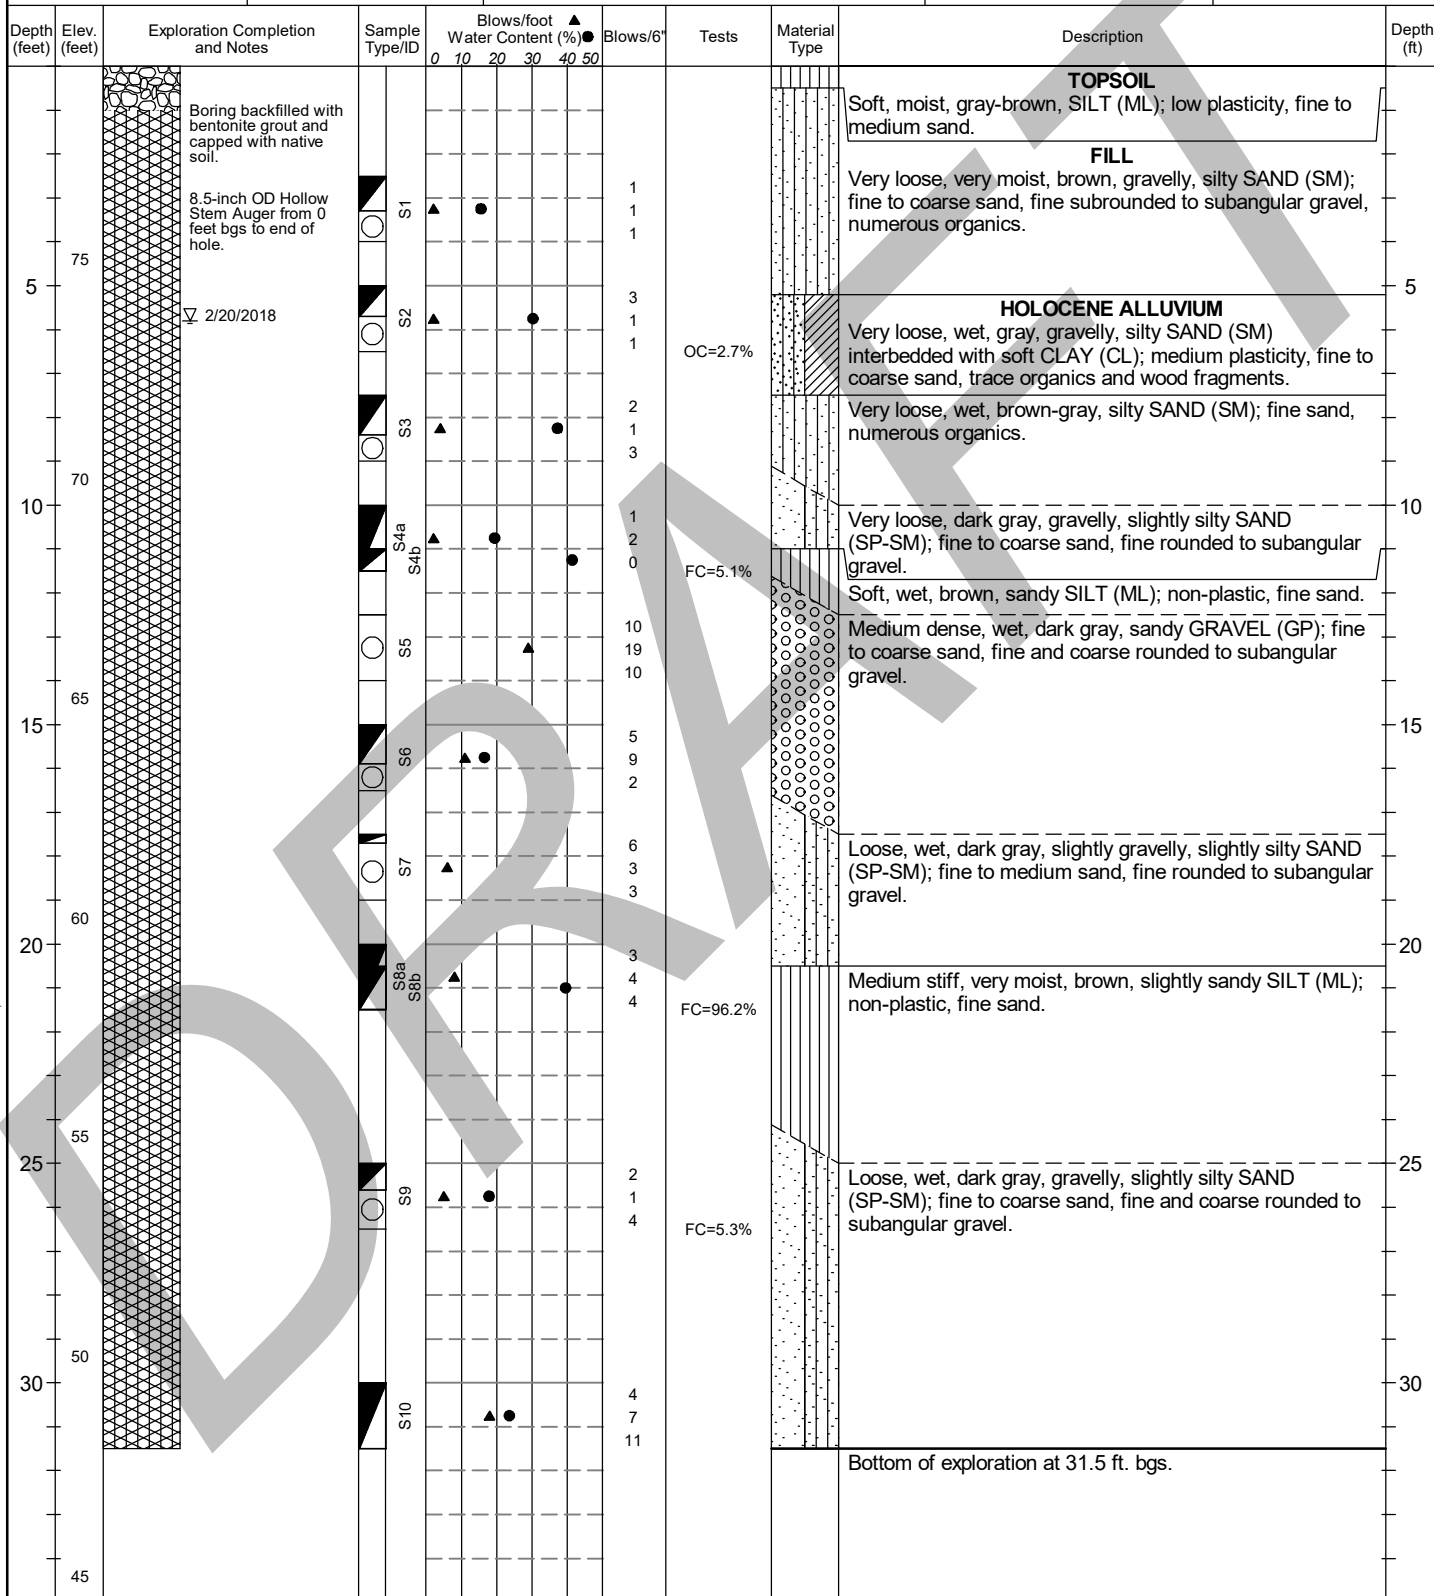 Depth (feet)
Elev. (feet)
Exploration Completion and Notes
Sample Type/ID
Blows/foot ▲
Water Content (%) ●
0 10 20 30 40 50
Blows/6"
Tests
Material Type
Description
Depth (ft)
TOPSOIL
Soft, moist, gray-brown, SILT (ML); low plasticity, fine to
medium sand.
Boring backfilled with
bentonite grout and
capped with native
soil.
FILL
Very loose, very moist, brown, gravelly, silty SAND (SM);
fine to coarse sand, fine subrounded to subangular gravel,
numerous organics.
8.5-inch OD Hollow
Stem Auger from 0
feet bgs to end of
hole.
S1
1
1
1
75
5
5
2/20/2018
S2
3
1
1
OC=2.7%
HOLOCENE ALLUVIUM
Very loose, wet, gray, gravelly, silty SAND (SM)
interbedded with soft CLAY (CL); medium plasticity, fine to
coarse sand, trace organics and wood fragments.
S3
2
1
3
Very loose, wet, brown-gray, silty SAND (SM); fine sand,
numerous organics.
70
10
10
S4a
S4b
1
2
0
FC=5.1%
Very loose, dark gray, gravelly, slightly silty SAND
(SP-SM); fine to coarse sand, fine rounded to subangular
gravel.
Soft, wet, brown, sandy SILT (ML); non-plastic, fine sand.
S5
10
19
10
Medium dense, wet, dark gray, sandy GRAVEL (GP); fine
to coarse sand, fine and coarse rounded to subangular
gravel.
65
15
15
S6
5
9
2
S7
6
3
3
Loose, wet, dark gray, slightly gravelly, slightly silty SAND
(SP-SM); fine to medium sand, fine rounded to subangular
gravel.
60
20
20
S8a
S8b
3
4
4
FC=96.2%
Medium stiff, very moist, brown, slightly sandy SILT (ML);
non-plastic, fine sand.
55
25
25
S9
2
1
4
FC=5.3%
Loose, wet, dark gray, gravelly, slightly silty SAND
(SP-SM); fine to coarse sand, fine and coarse rounded to
subangular gravel.
50
30
30
S10
4
7
11
Bottom of exploration at 31.5 ft. bgs.
45
DRAFT